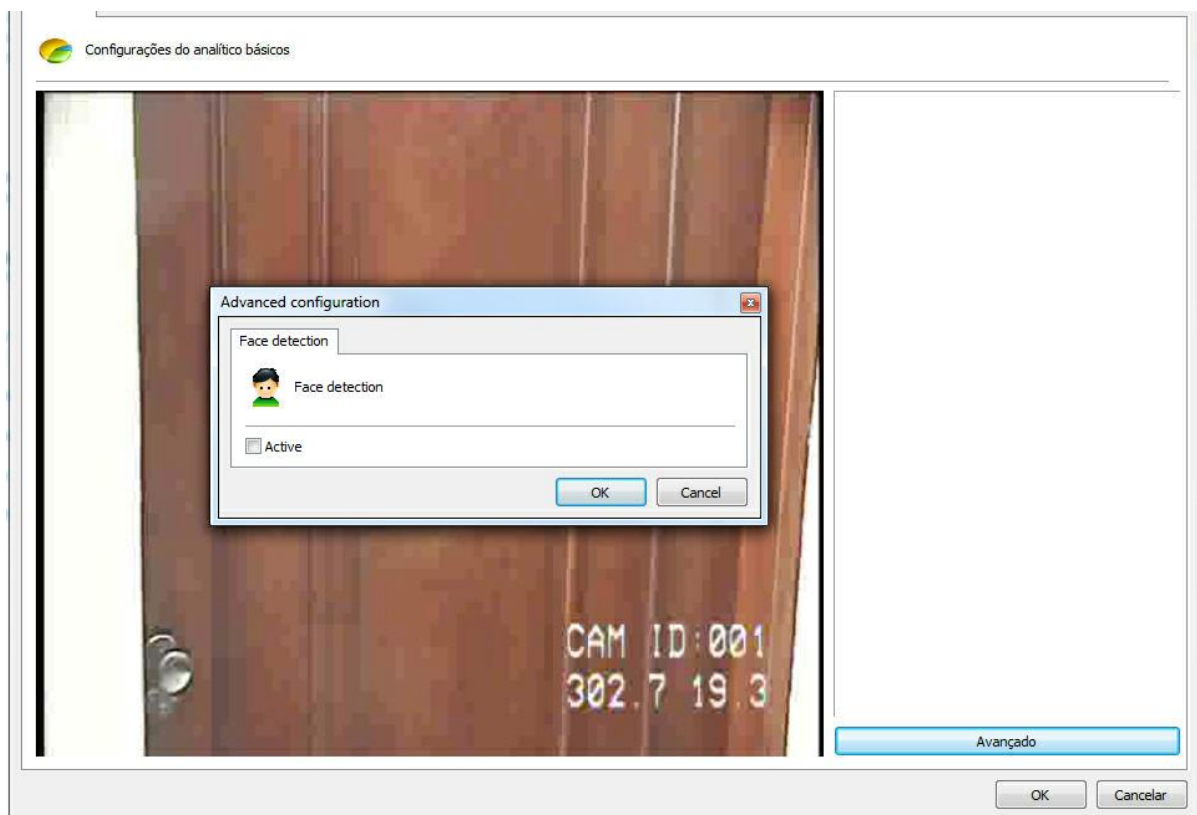 Configurações do analítico básicos
Advanced configuration
Face detection
Face detection
Active
OK
Cancel
CAM ID:001
302.7 19.3
Avançado
OK
Cancelar